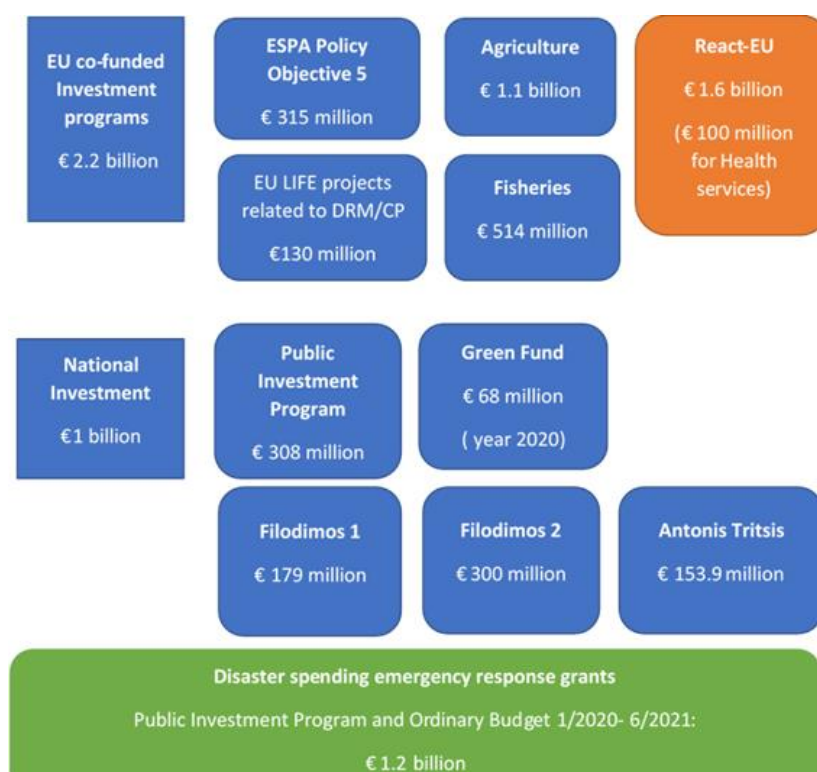 EU co-funded
Investment
programs
€ 2.2 billion
ESPA Policy
Objective 5
€ 315 million
Agriculture
€ 1.1 billion
React-EU
€ 1.6 billion
(€ 100 million
for Health
services)
EU LIFE projects
related to DRM/CP
€130 million
Fisheries
€ 514 million
National
Investment
€1 billion
Public
Investment
Program
€ 308 million
Green Fund
€ 68 million
( year 2020)
Filodimos 1
€ 179 million
Filodimos 2
€ 300 million
Antonis Tritsis
€ 153.9 million
Disaster spending emergency response grants
Public Investment Program and Ordinary Budget 1/2020- 6/2021:
€ 1.2 billion